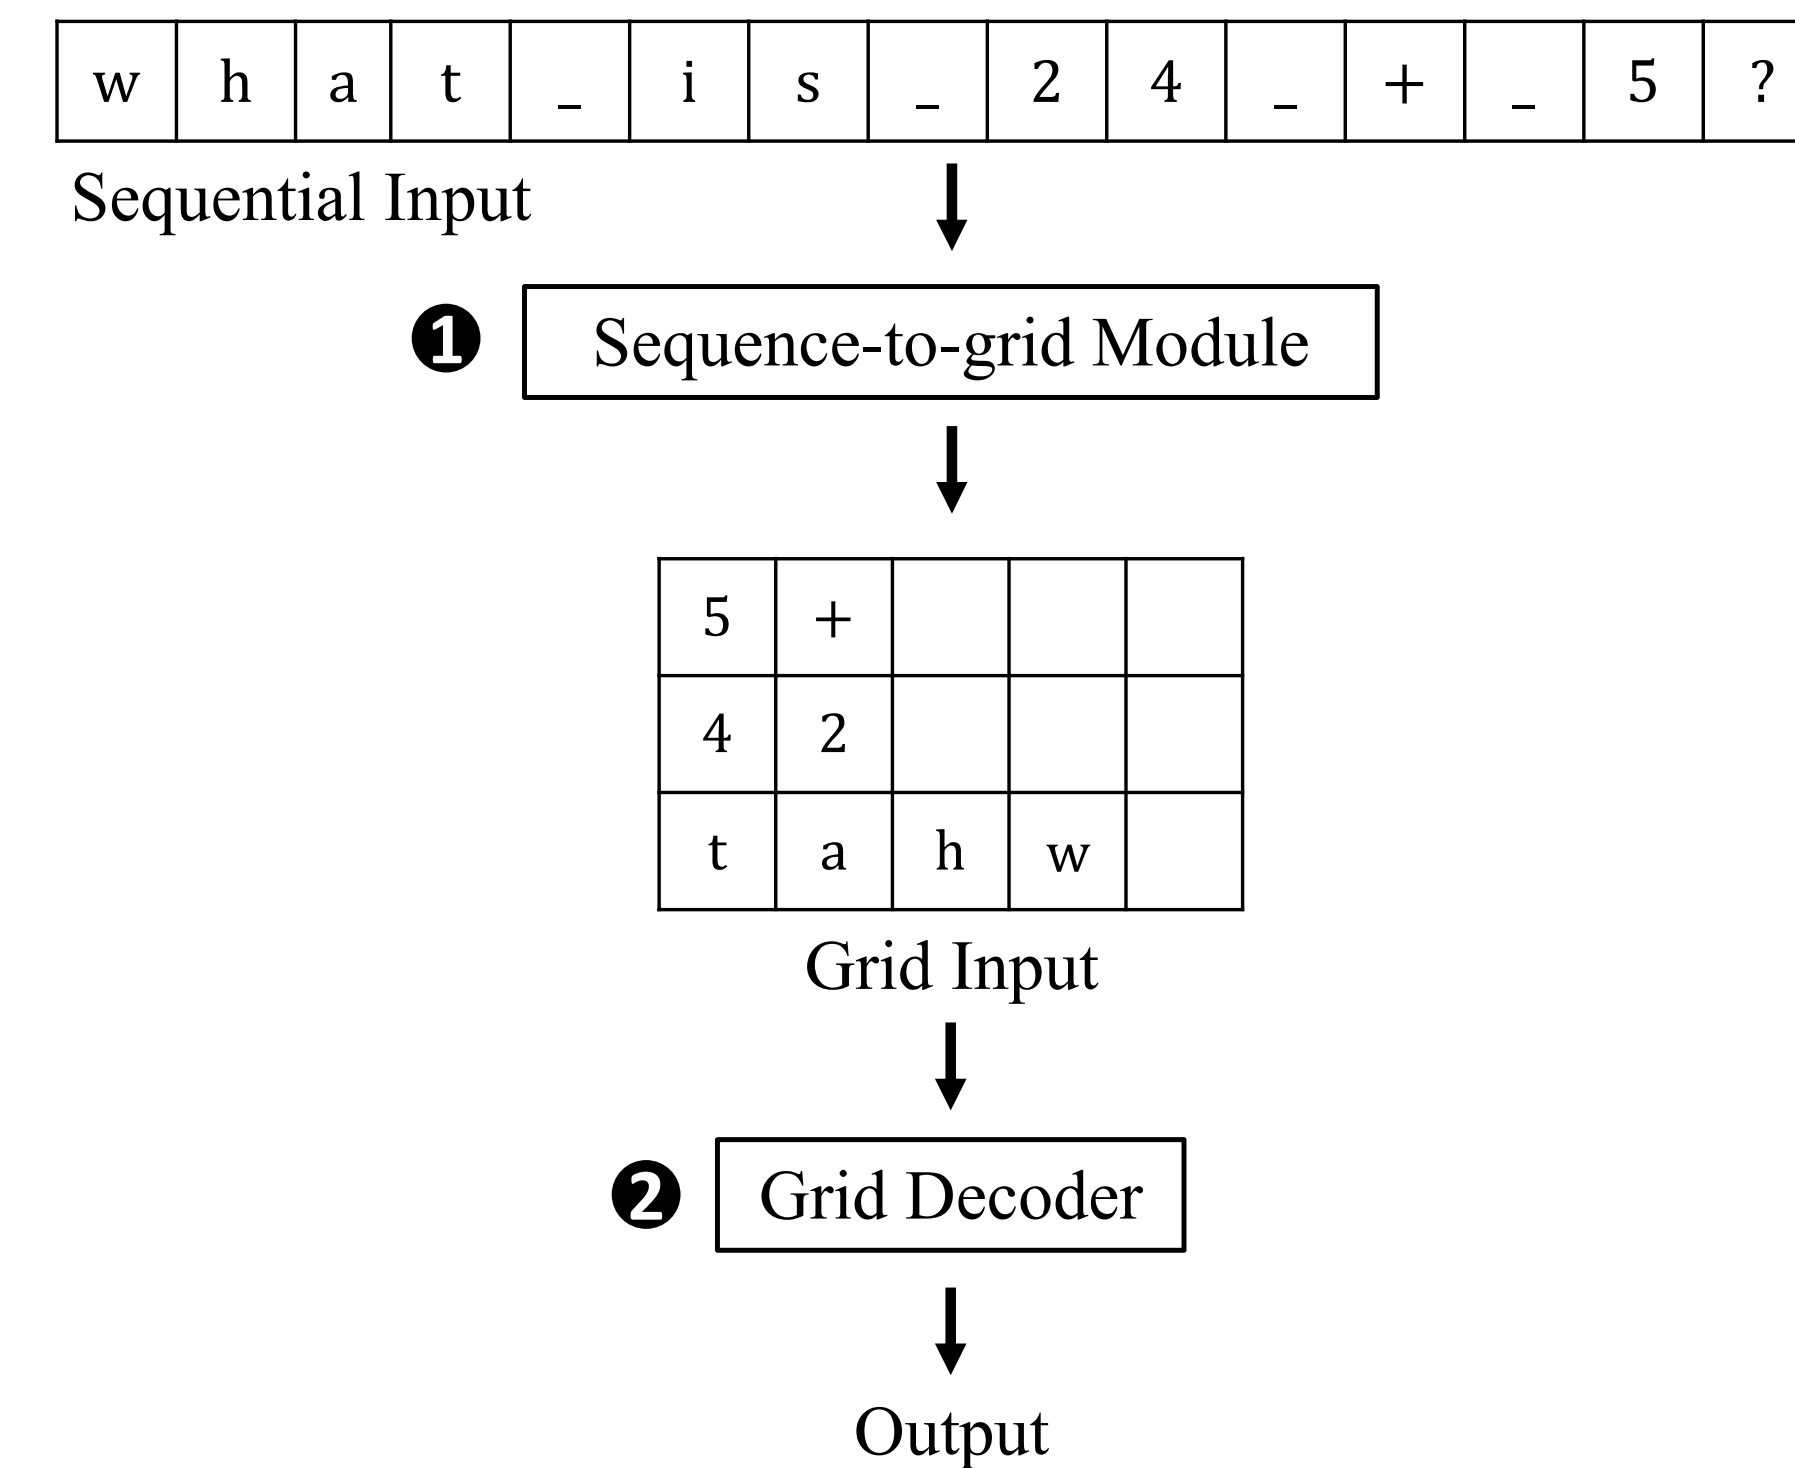 w h a t _ i s _ 2 4 _ + _ 5 ?
Sequential Input
❶ Sequence-to-grid Module
5 +
4 2
t a h w
Grid Input
❷ Grid Decoder
Output